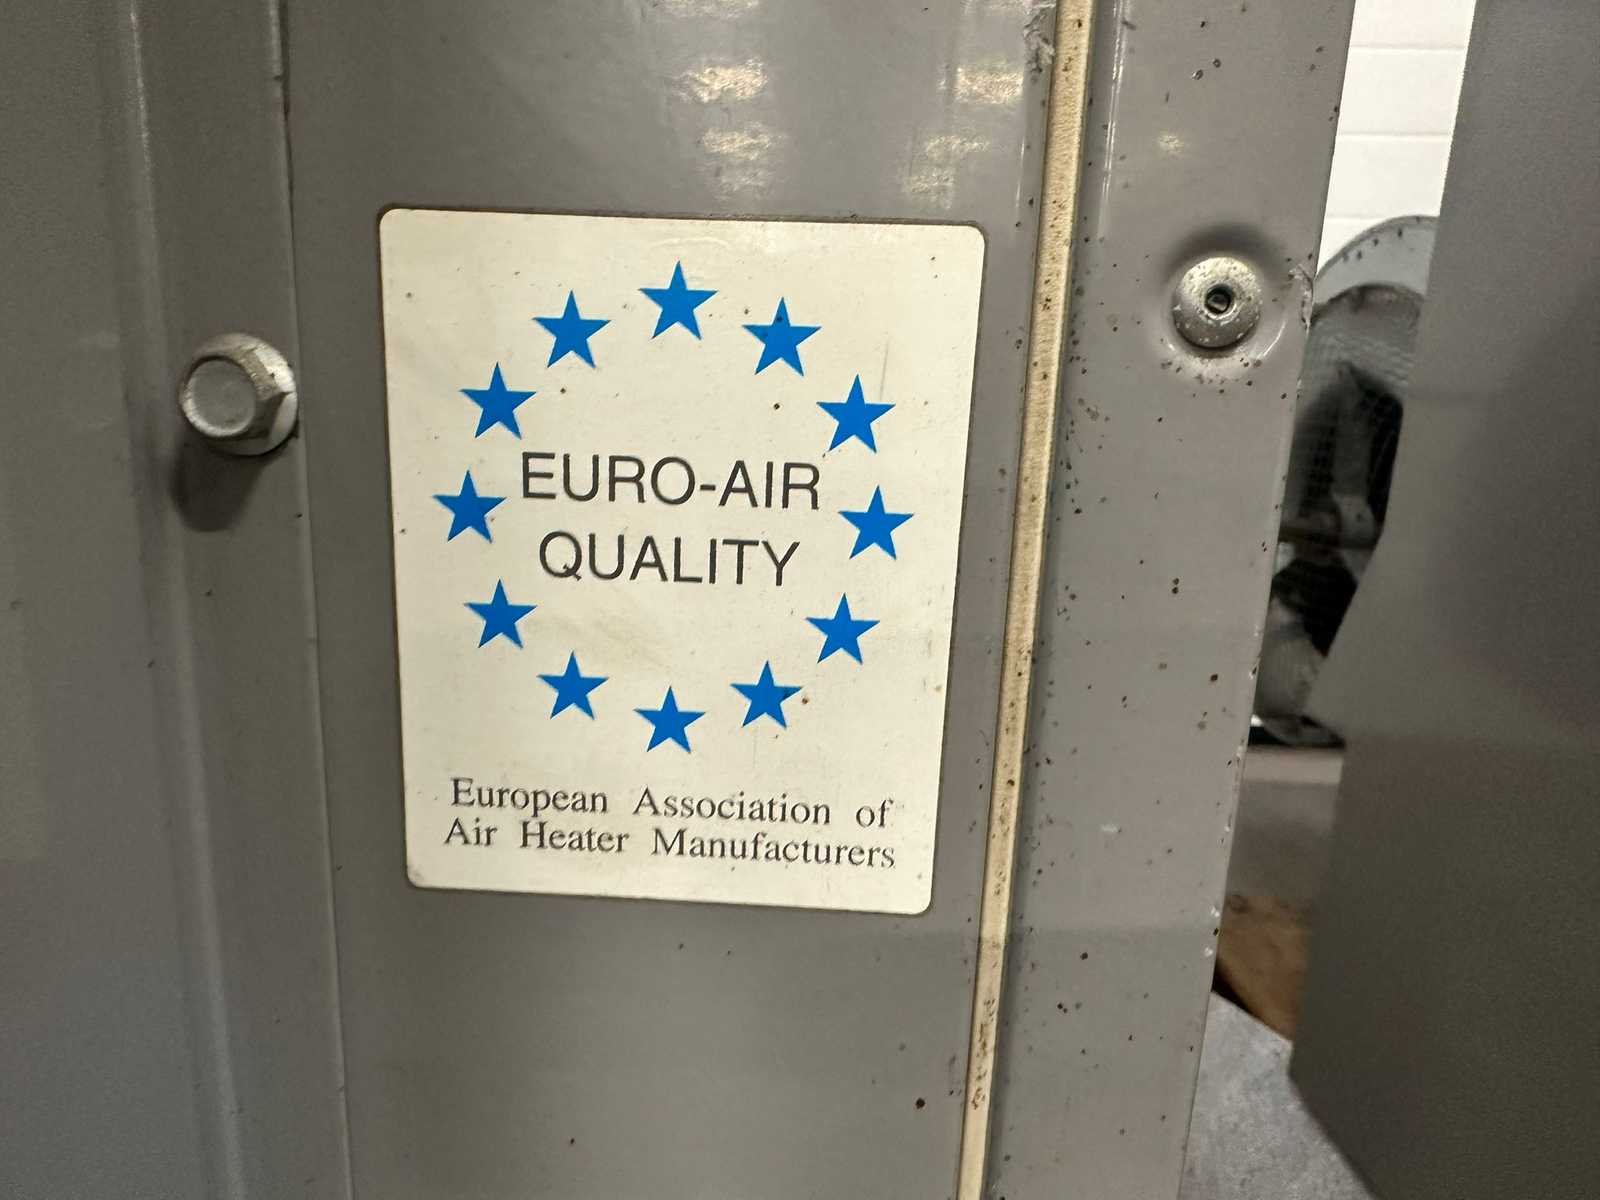 EURO-AIR
QUALITY
European Association of
Air Heater Manufacturers